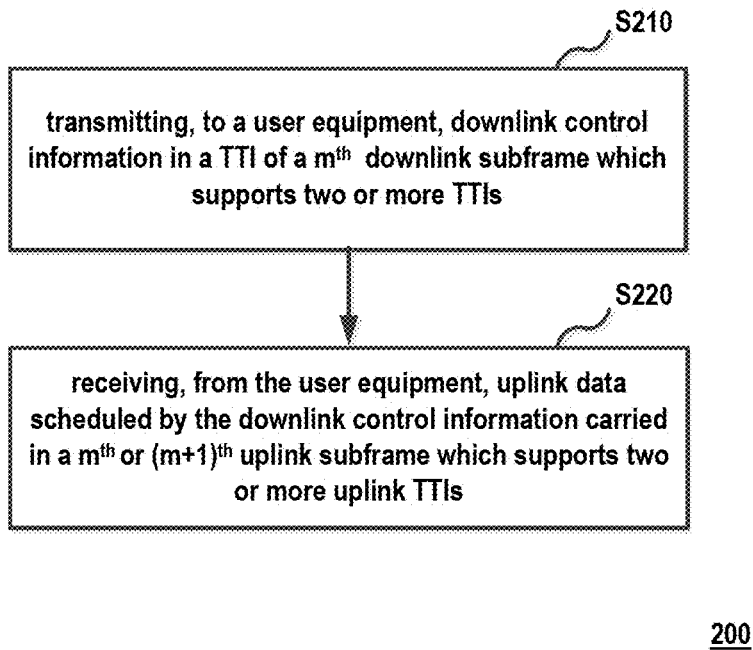 S210
transmitting, to a user equipment, downlink control
information in a TTI of a mth downlink subframe which
supports two or more TTIs
S220
receiving, from the user equipment, uplink data
scheduled by the downlink control information carried
in a mth or (m+1)th uplink subframe which supports two
or more uplink TTIs
200